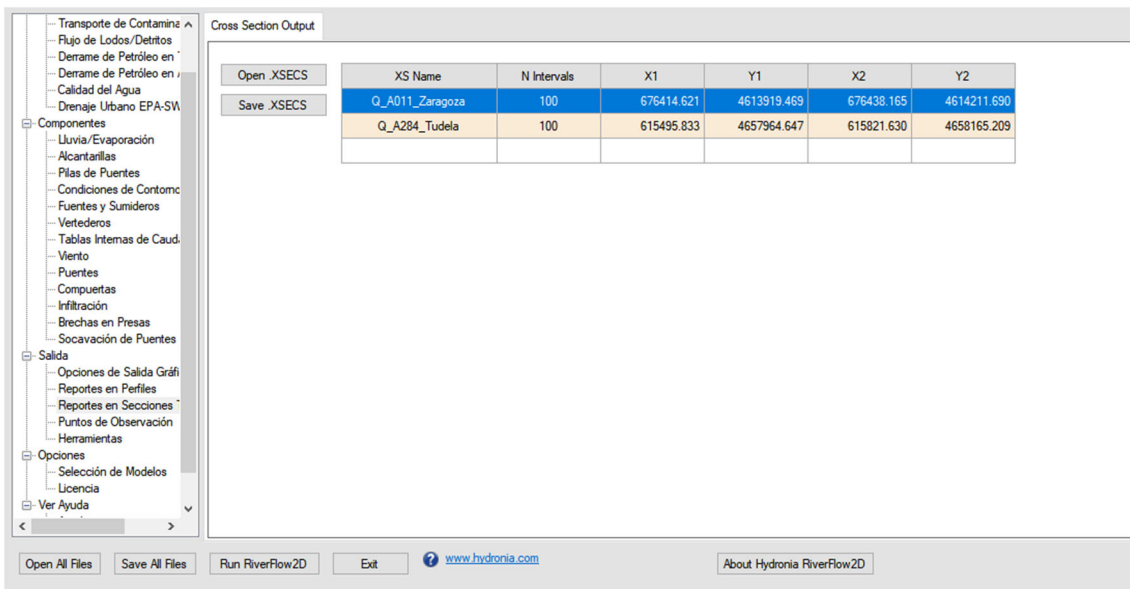 Transporte de Contamina
Flujo de Lodos/Detritos
Derrame de Petróleo en
Derrame de Petróleo en
Calidad del Agua
Drenaje Urbano EPA-SW
Componentes
Lluvia/Evaporación
Alcantarillas
Pilas de Puentes
Condiciones de Contorno
Fuentes y Sumideros
Vertederos
Tablas Internas de Caud
Viento
Puentes
Compuertas
Infiltración
Brechas en Presas
Socavación de Puentes
Salida
Opciones de Salida Gráfi
Reportes en Perfiles
Reportes en Secciones
Puntos de Observación
Herramientas
Opciones
Selección de Modelos
Licencia
Ver Ayuda
Cross Section Output
Open .XSECS
Save .XSECS
XS Name N Intervals X1 Y1 X2 Y2
Q_A011_Zaragoza 100 676414.621 4613919.469 676438.165 4614211.690
Q_A284_Tudela 100 615495.833 4657964.647 615821.630 4658165.209
Open All Files Save All Files Run RiverFlow2D Exit ? www.hydronia.com About Hydronia RiverFlow2D